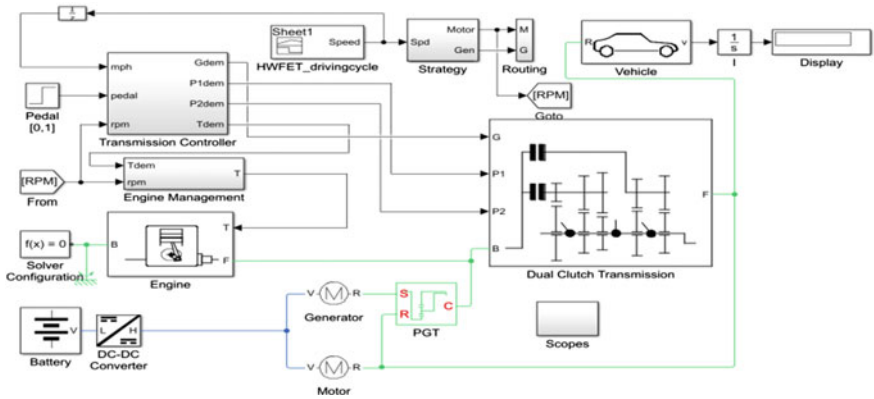 Sheet1
Speed
HWFET_drivingcycle
Spd
Motor
Gen
Strategy
M
G
Routing
R
v
Vehicle
1
s
I
Display
mph
pedal
rpm
Gdem
P1dem
P2dem
Tdem
Transmission Controller
Pedal
[0,1]
[RPM]
Goto
[RPM]
From
Tdem
rpm
T
Engine Management
G
P1
P2
B
F
Dual Clutch Transmission
f(x) = 0
Solver
Configuration
B
T
F
Engine
V
M
R
Generator
S
R
C
PGT
Scopes
V
Battery
L
H
DC-DC
Converter
V
M
R
Motor